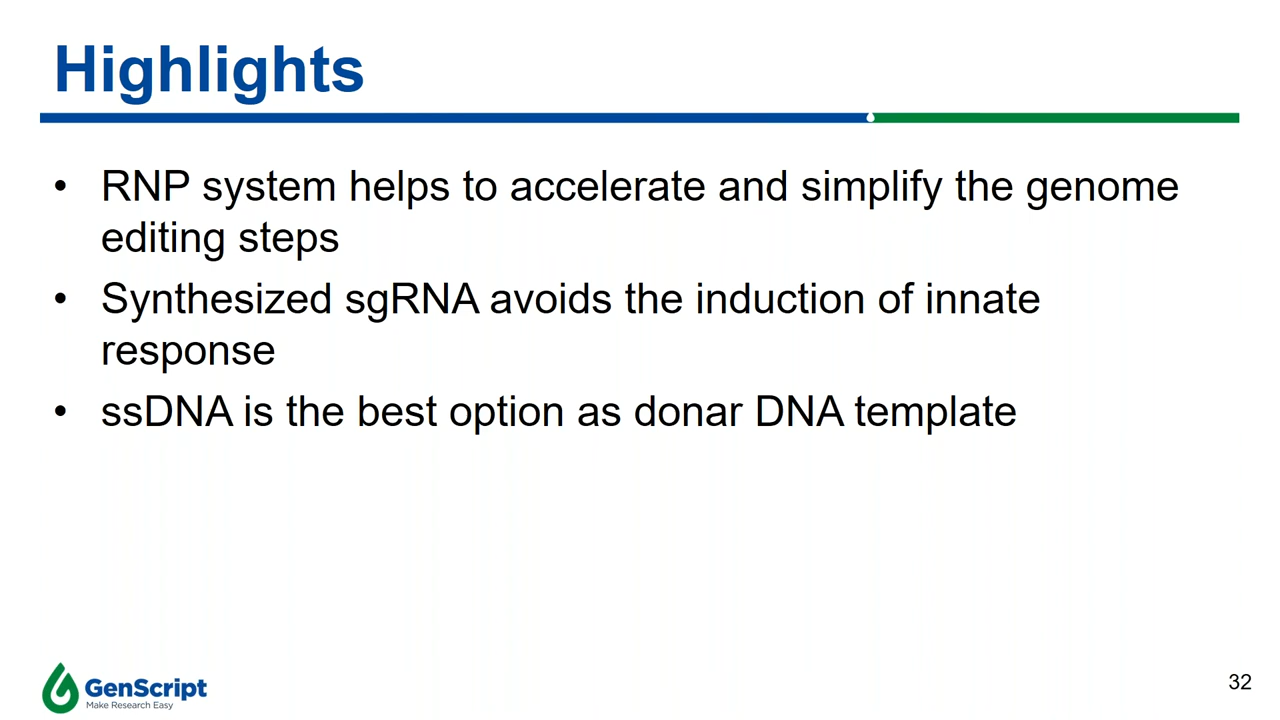 Highlights
• RNP system helps to accelerate and simplify the genome
editing steps
• Synthesized sgRNA avoids the induction of innate
response
• ssDNA is the best option as donar DNA template
GenScript
Make Research Easy
32